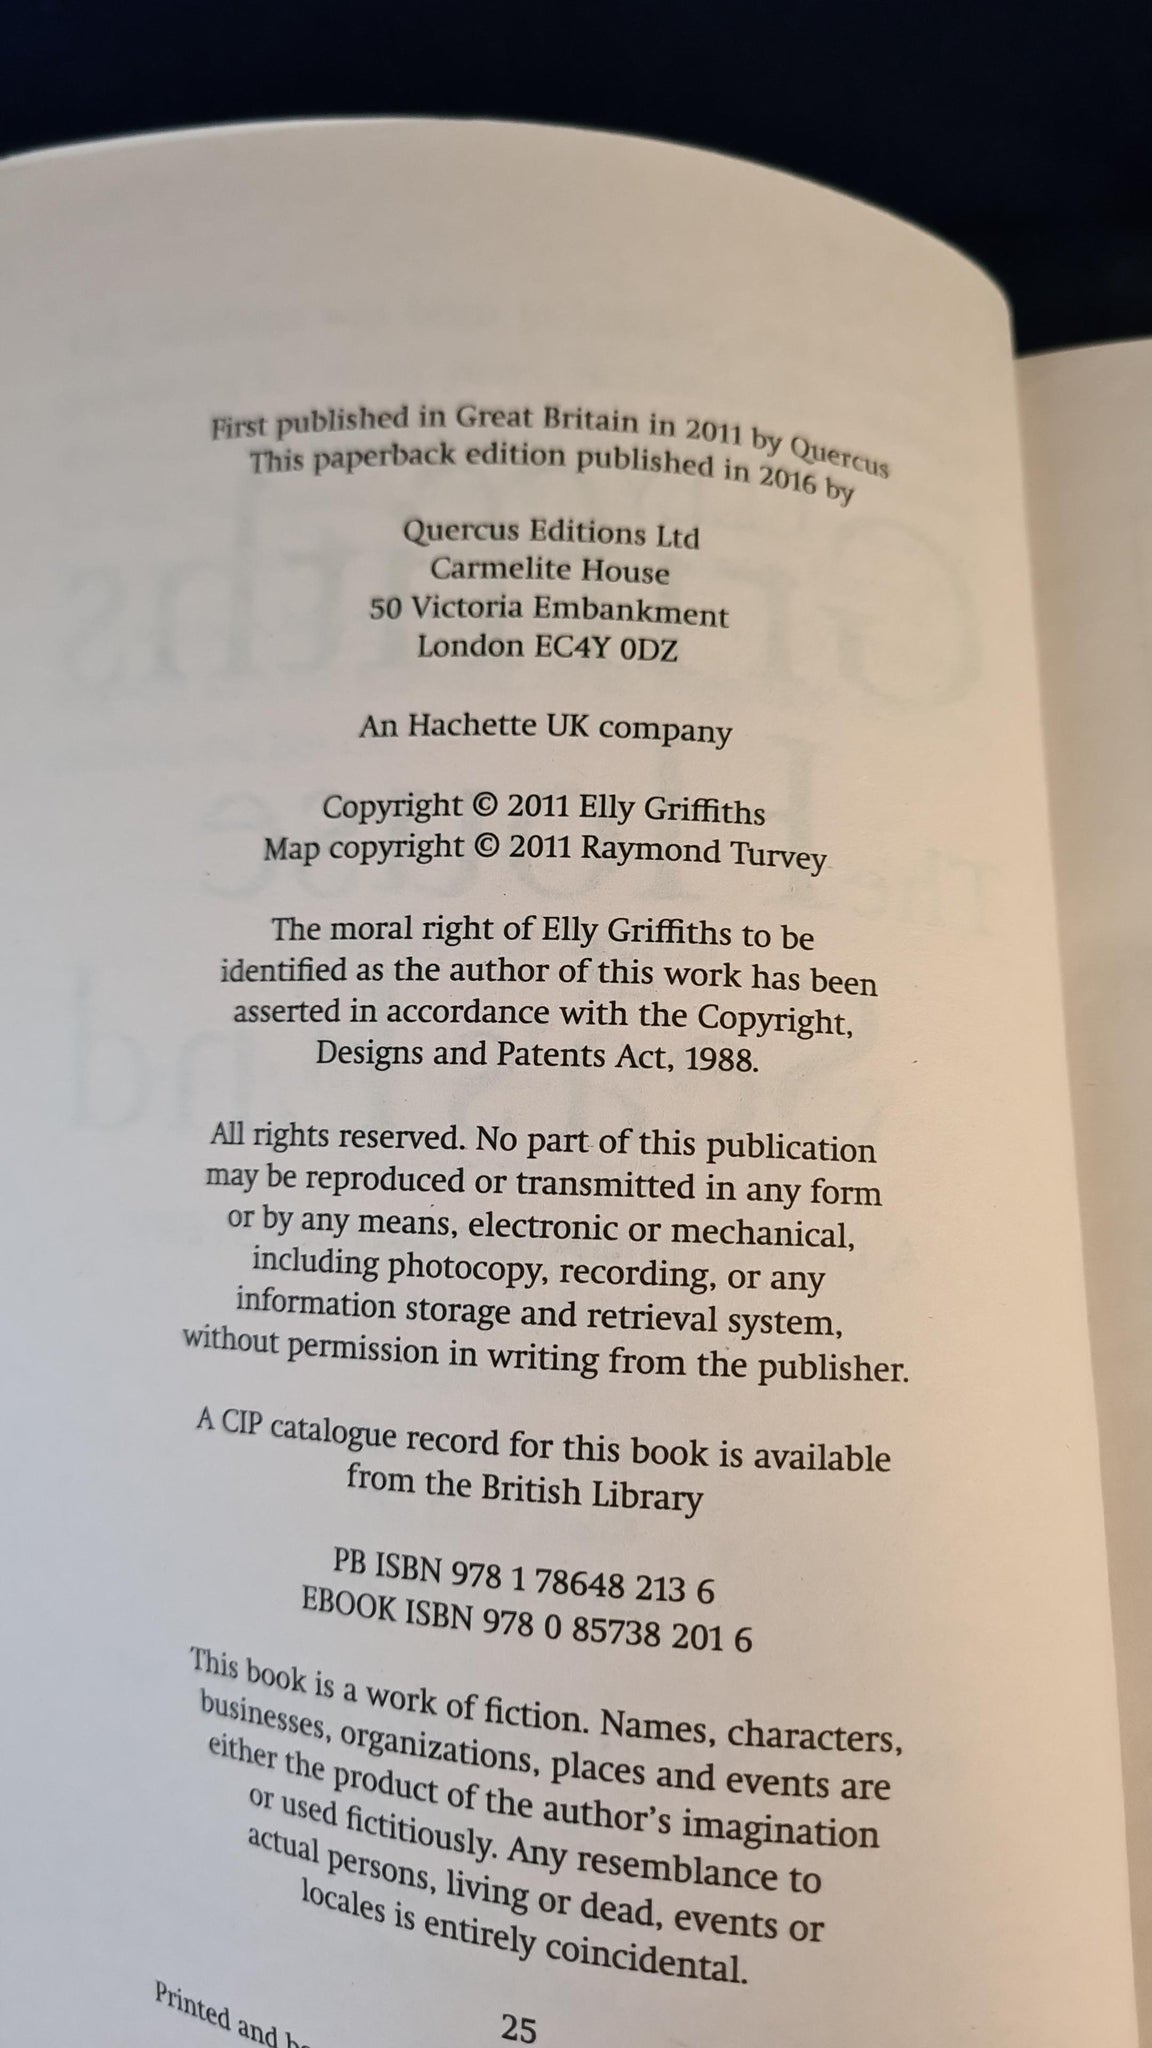 First published in Great Britain in 2011 by Quercus
This paperback edition published in 2016 by
Quercus Editions Ltd
Carmelite House
50 Victoria Embankment
London EC4Y 0DZ
An Hachette UK company
Copyright © 2011 Elly Griffiths
Map copyright © 2011 Raymond Turvey
The moral right of Elly Griffiths to be
identified as the author of this work has been
asserted in accordance with the Copyright,
Designs and Patents Act, 1988.
All rights reserved. No part of this publication
may be reproduced or transmitted in any form
or by any means, electronic or mechanical,
including photocopy, recording, or any
information storage and retrieval system,
without permission in writing from the publisher.
A CIP catalogue record for this book is available
from the British Library
PB ISBN 978 1 78648 213 6
EBOOK ISBN 978 0 85738 201 6
This book is a work of fiction. Names, characters,
businesses, organizations, places and events are
either the product of the author's imagination
or used fictitiously. Any resemblance to
actual persons, living or dead, events or
locales is entirely coincidental.
25
Printed and